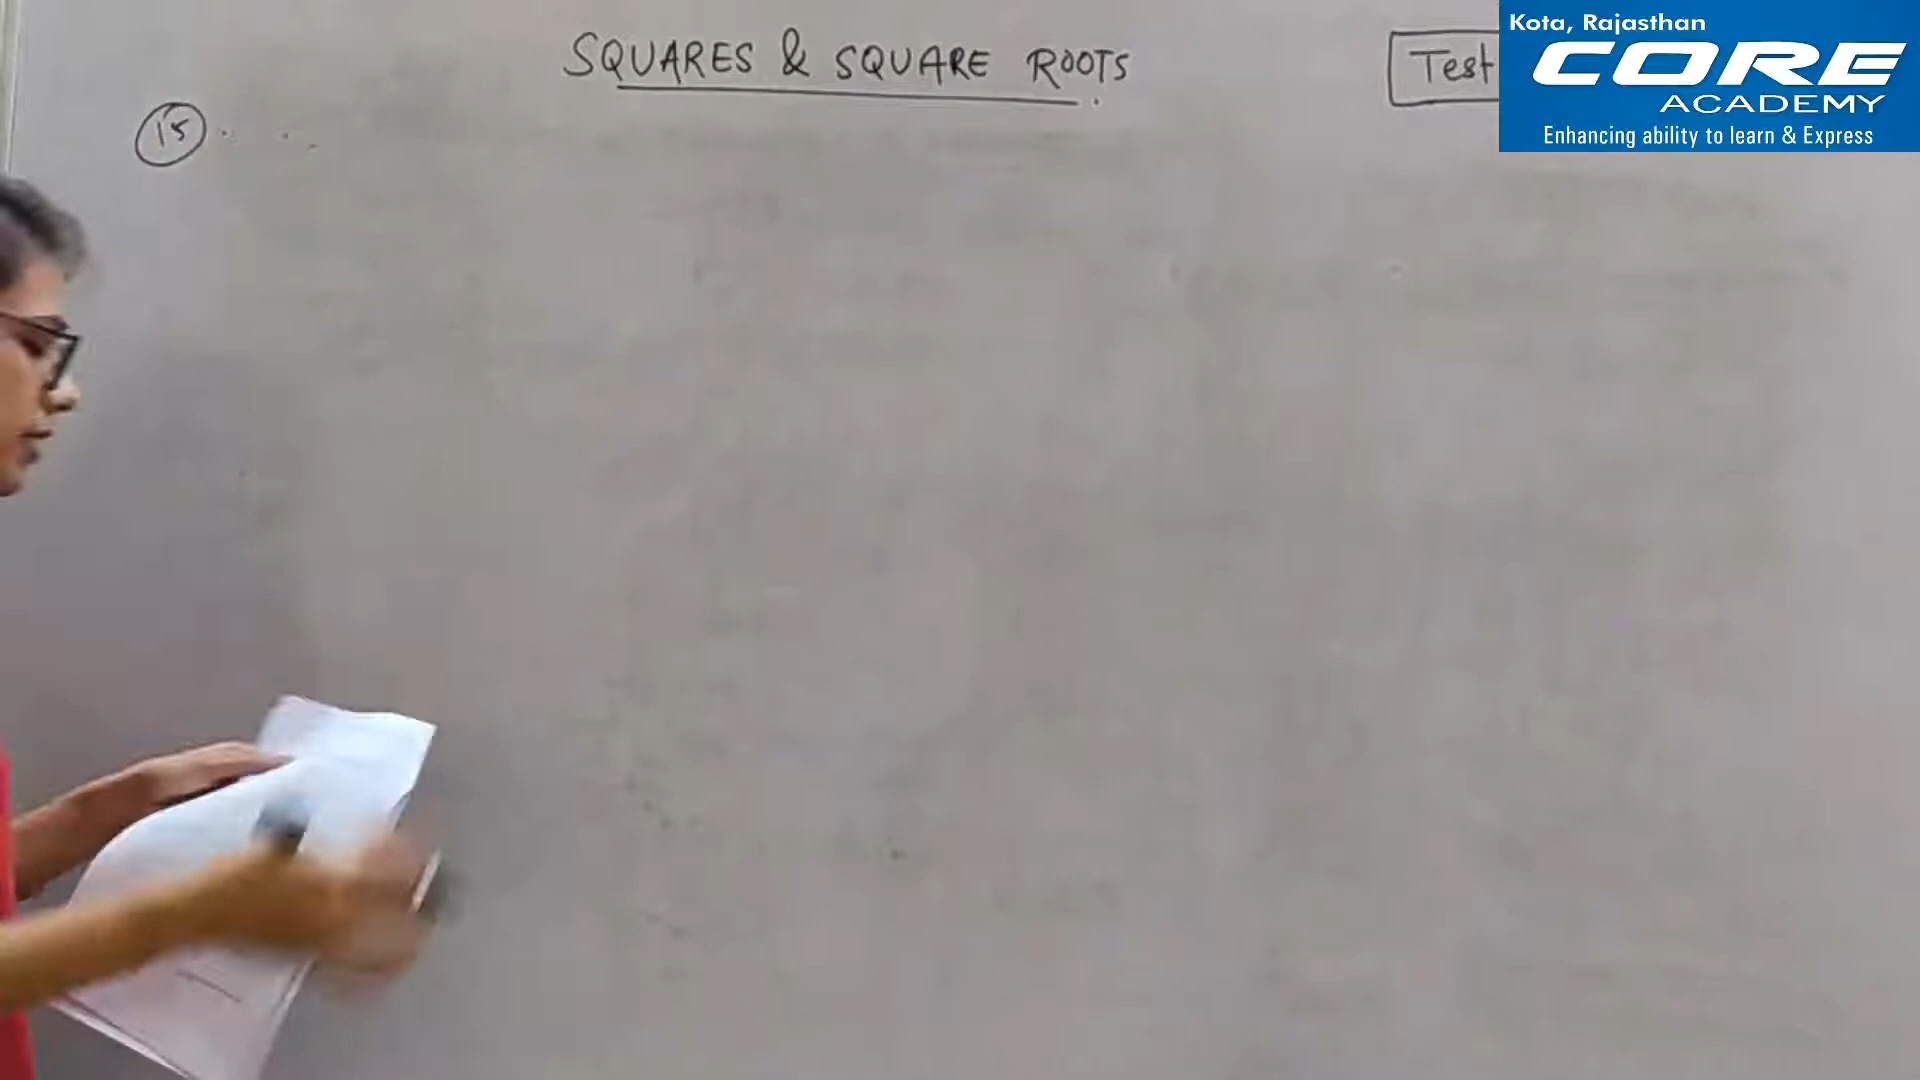 SQUARES & SQUARE ROOTS
Test
Kota, Rajasthan
CORE
ACADEMY
Enhancing ability to learn & Express
15